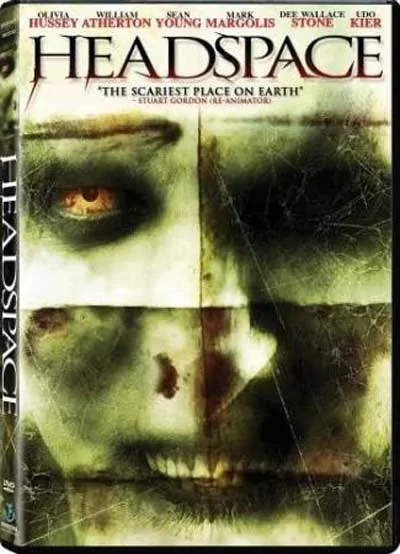 OLIVIA WILLIAM SEAN MARK DEE WALLACE UDO
HUSSEY ATHERTON YOUNG MARGOLIS STONE KIER
HEADSPACE
"THE SCARIEST PLACE ON EARTH"
- STUART GORDON (RE-ANIMATOR)
HEADSPACE
DVD